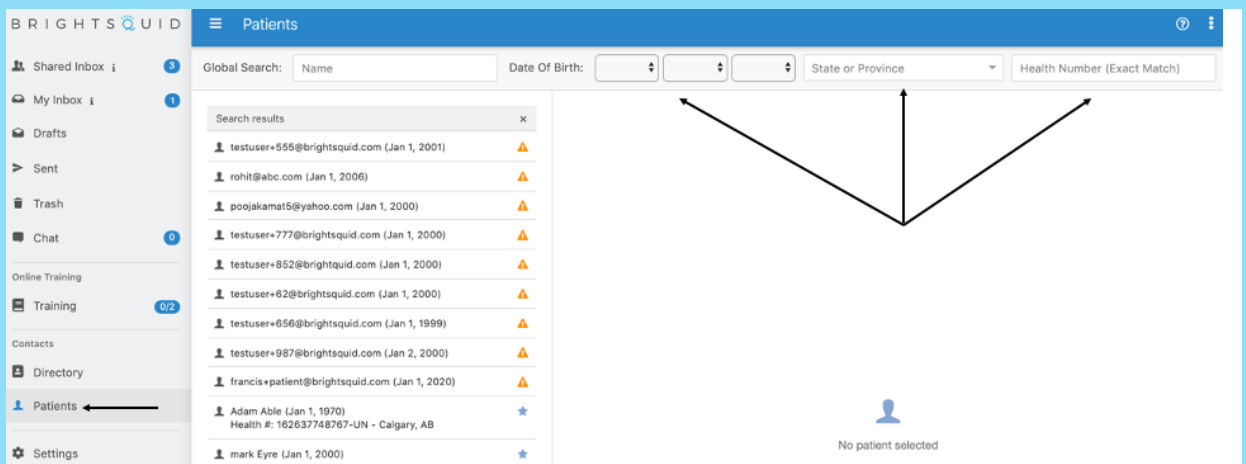 BRIGHTSQUID
Patients
Shared Inbox i 3
My Inbox i 1
Drafts
Sent
Trash
Chat 0
Online Training
Training 0/2
Contacts
Directory
Patients
Settings
Global Search: Name Date Of Birth: State or Province Health Number (Exact Match)
Search results ×
testuser+555@brightsquid.com (Jan 1, 2001)
rohit@abc.com (Jan 1, 2006)
poojakamat5@yahoo.com (Jan 1, 2000)
testuser+777@brightsquid.com (Jan 1, 2000)
testuser+852@brightquid.com (Jan 1, 2000)
testuser+62@brightsquid.com (Jan 1, 2000)
testuser+656@brightsquid.com (Jan 1, 1999)
testuser+987@brightsquid.com (Jan 2, 2000)
francis+patient@brightsquid.com (Jan 1, 2020)
Adam Able (Jan 1, 1970)
Health #: 162637748767-UN - Calgary, AB
mark Eyre (Jan 1, 2000)
No patient selected